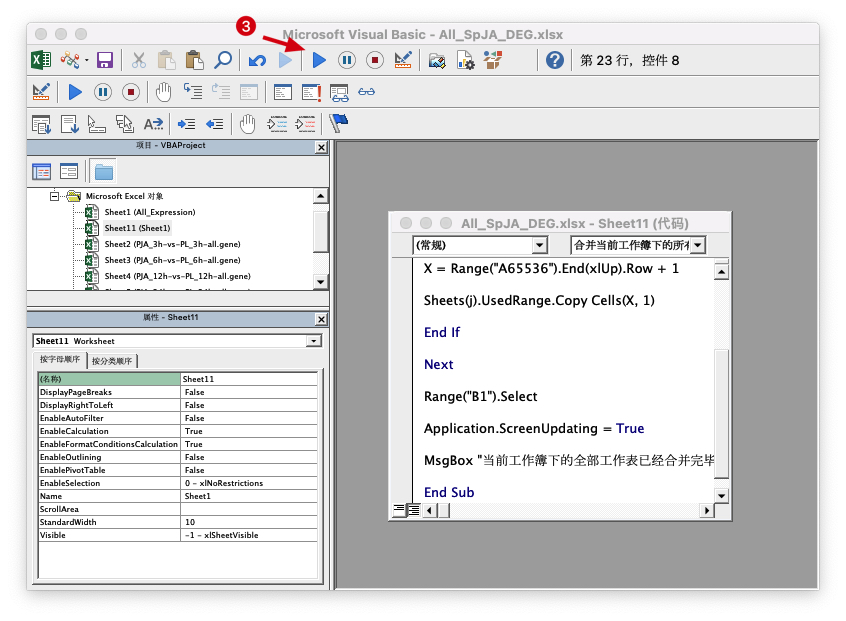 3
Microsoft Visual Basic - All_SpJA_DEG.xlsx
第 23 行，控件 8
项目 - VBAProject
Microsoft Excel 对象
Sheet1 (All_Expression)
Sheet11 (Sheet1)
Sheet2 (PJA_3h-vs-PL_3h-all.gene)
Sheet3 (PJA_6h-vs-PL_6h-all.gene)
Sheet4 (PJA_12h-vs-PL_12h-all.gene)
属性 - Sheet11
Sheet11 Worksheet
按字母顺序 按分类顺序
(名称) Sheet11
DisplayPageBreaks False
DisplayRightToLeft False
EnableAutoFilter False
EnableCalculation True
EnableFormatConditionsCalculation True
EnableOutlining False
EnablePivotTable False
EnableSelection 0 - xlNoRestrictions
Name Sheet1
ScrollArea
StandardWidth 10
Visible -1 - xlSheetVisible
All_SpJA_DEG.xlsx - Sheet11 (代码)
(常规) 合并当前工作簿下的所有
X = Range("A65536").End(xlUp).Row + 1
Sheets(j).UsedRange.Copy Cells(X, 1)
End If
Next
Range("B1").Select
Application.ScreenUpdating = True
MsgBox "当前工作簿下的全部工作表已经合并完毕
End Sub